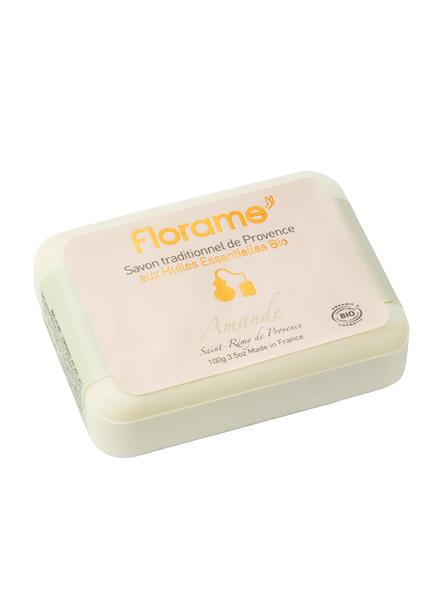 Florame
Savon traditionnel de Provence
aux Huiles Essentielles Bio
Amande
Saint Rémy de Provence
100g 3.5oz Made in France
BIO